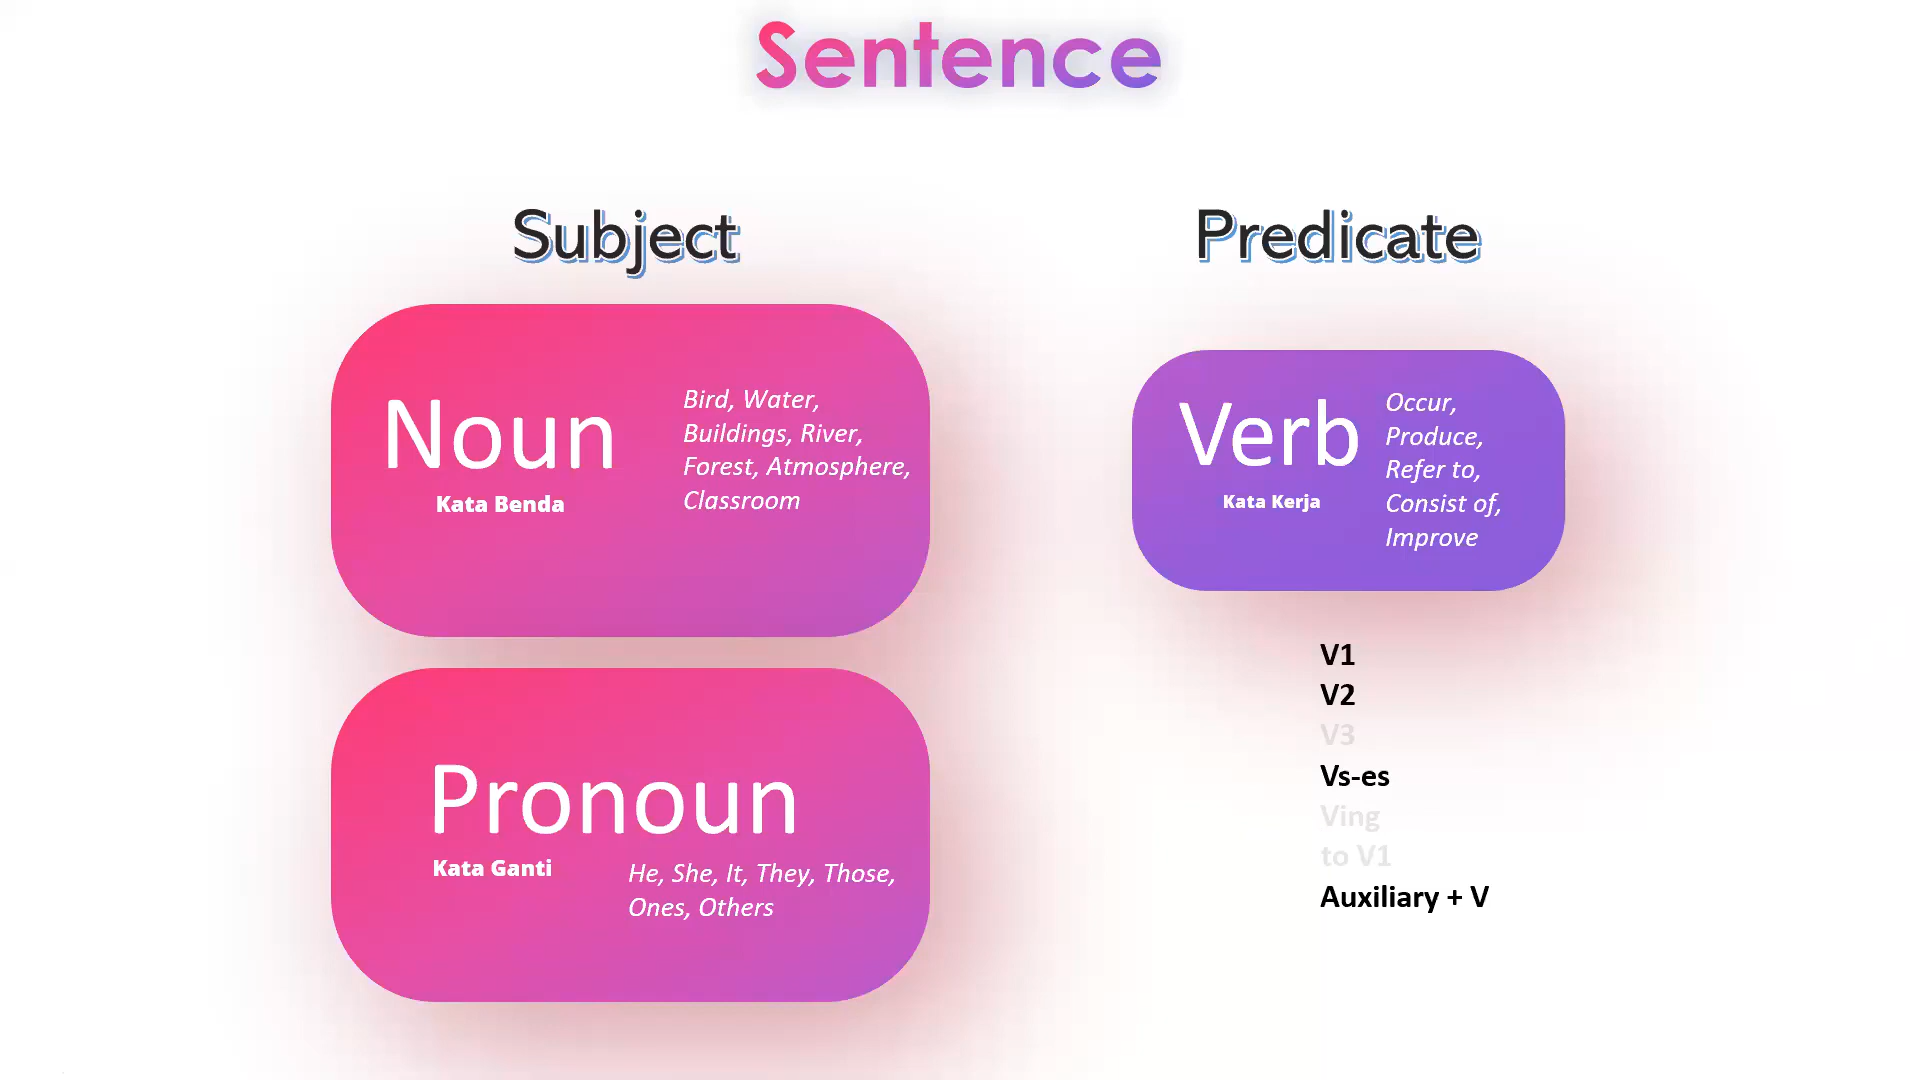 Sentence
Subject
Noun
Kata Benda
Bird, Water,
Buildings, River,
Forest, Atmosphere,
Classroom
Pronoun
Kata Ganti
He, She, It, They, Those,
Ones, Others
Predicate
Verb
Kata Kerja
Occur,
Produce,
Refer to,
Consist of,
Improve
V1
V2
V3
Vs-es
Ving
to V1
Auxiliary + V